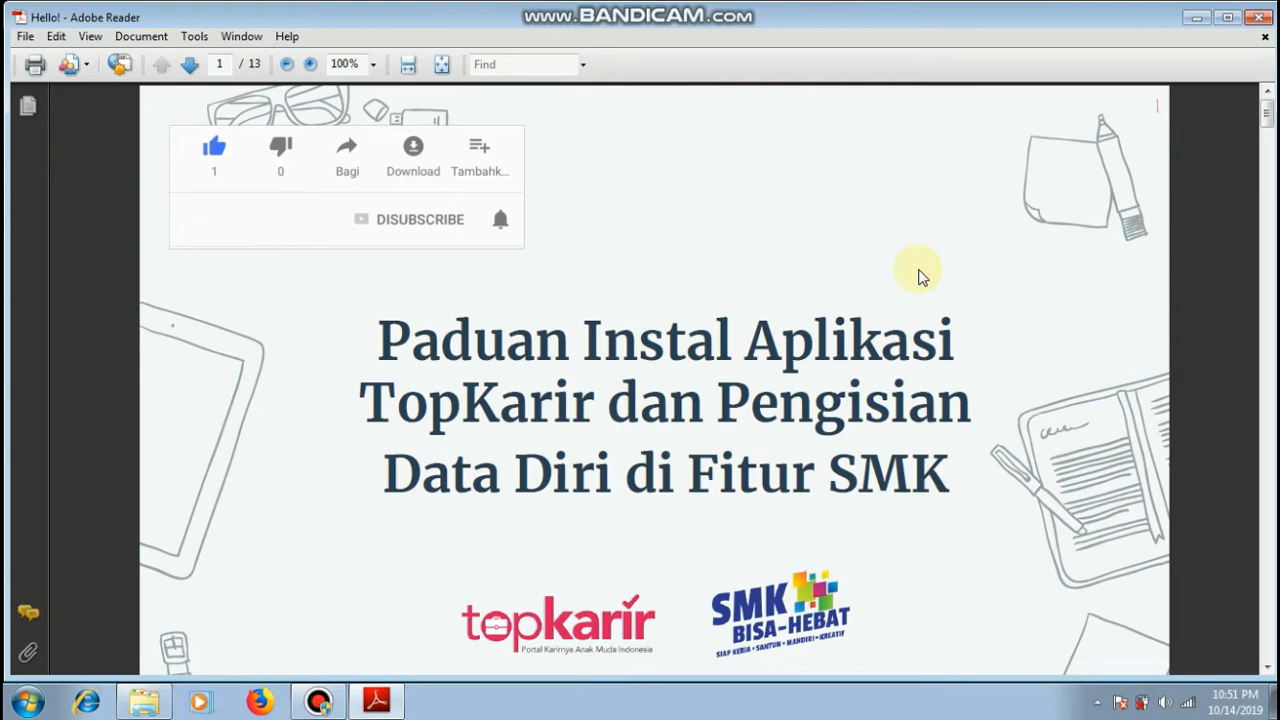 Hello! - Adobe Reader
www.BANDICAM.com
File Edit View Document Tools Window Help
1 / 13 100% Find
1
1 0 Bagi Download Tambahk...
DISUBSCRIBE
Paduan Instal Aplikasi
TopKarir dan Pengisian
Data Diri di Fitur SMK
topkarir
Portal Karirnya Anak Muda Indonesia
SMK
BISA-HEBAT
SIAP KERJA • SANTUN • MANDIRI • KREATIF
10:51 PM
10/14/2019